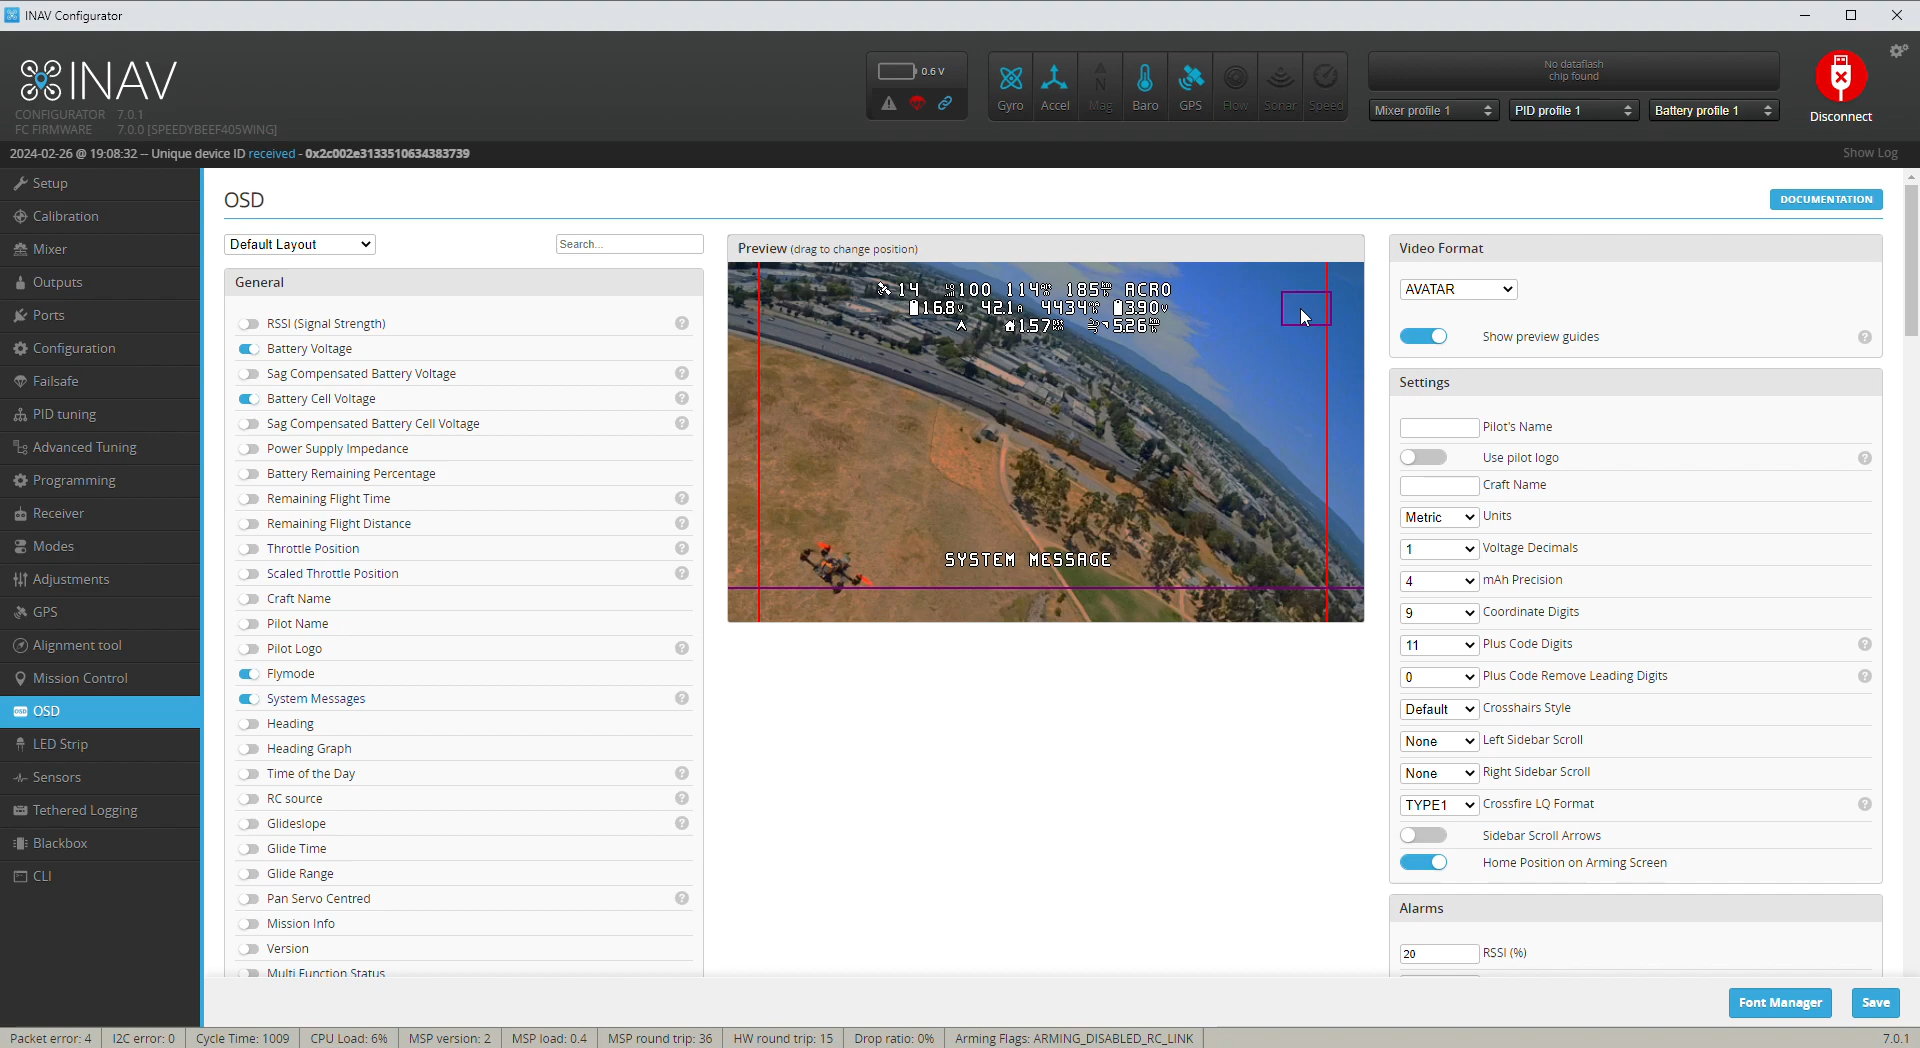 INAV Configurator
INAV
CONFIGURATOR 7.0.1
FC FIRMWARE 7.0.0 [SPEEDYBEEF405WING]
0.6 V
Gyro
Accel
Mag
Baro
GPS
Flow
Sonar
Speed
No dataflash
chip found
Mixer profile 1
PID profile 1
Battery profile 1
Disconnect
2024-02-26 @ 19:08:32 -- Unique device ID received - 0x2c002e3133510634383739
Show Log
Setup
Calibration
Mixer
Outputs
Ports
Configuration
Failsafe
PID tuning
Advanced Tuning
Programming
Receiver
Modes
Adjustments
GPS
Alignment tool
Mission Control
OSD
LED Strip
Sensors
Tethered Logging
Blackbox
CLI
OSD
DOCUMENTATION
Default Layout
Search...
General
RSSI (Signal Strength)
Battery Voltage
Sag Compensated Battery Voltage
Battery Cell Voltage
Sag Compensated Battery Cell Voltage
Power Supply Impedance
Battery Remaining Percentage
Remaining Flight Time
Remaining Flight Distance
Throttle Position
Scaled Throttle Position
Craft Name
Pilot Name
Pilot Logo
Flymode
System Messages
Heading
Heading Graph
Time of the Day
RC source
Glideslope
Glide Time
Glide Range
Pan Servo Centred
Mission Info
Version
Multi Function Status
Preview (drag to change position)
14 100 114 185 ACRO
16.8V 42.1A 4434 3.90V
1.57 5.26
SYSTEM MESSAGE
Video Format
AVATAR
Show preview guides
Settings
Pilot's Name
Use pilot logo
Craft Name
Metric Units
1 Voltage Decimals
4 mAh Precision
9 Coordinate Digits
11 Plus Code Digits
0 Plus Code Remove Leading Digits
Default Crosshairs Style
None Left Sidebar Scroll
None Right Sidebar Scroll
TYPE1 Crossfire LQ Format
Sidebar Scroll Arrows
Home Position on Arming Screen
Alarms
20 RSSI (%)
Font Manager
Save
Packet error: 4
I2C error: 0
Cycle Time: 1009
CPU Load: 6%
MSP version: 2
MSP load: 0.4
MSP round trip: 36
HW round trip: 15
Drop ratio: 0%
Arming Flags: ARMING_DISABLED_RC_LINK
7.0.1